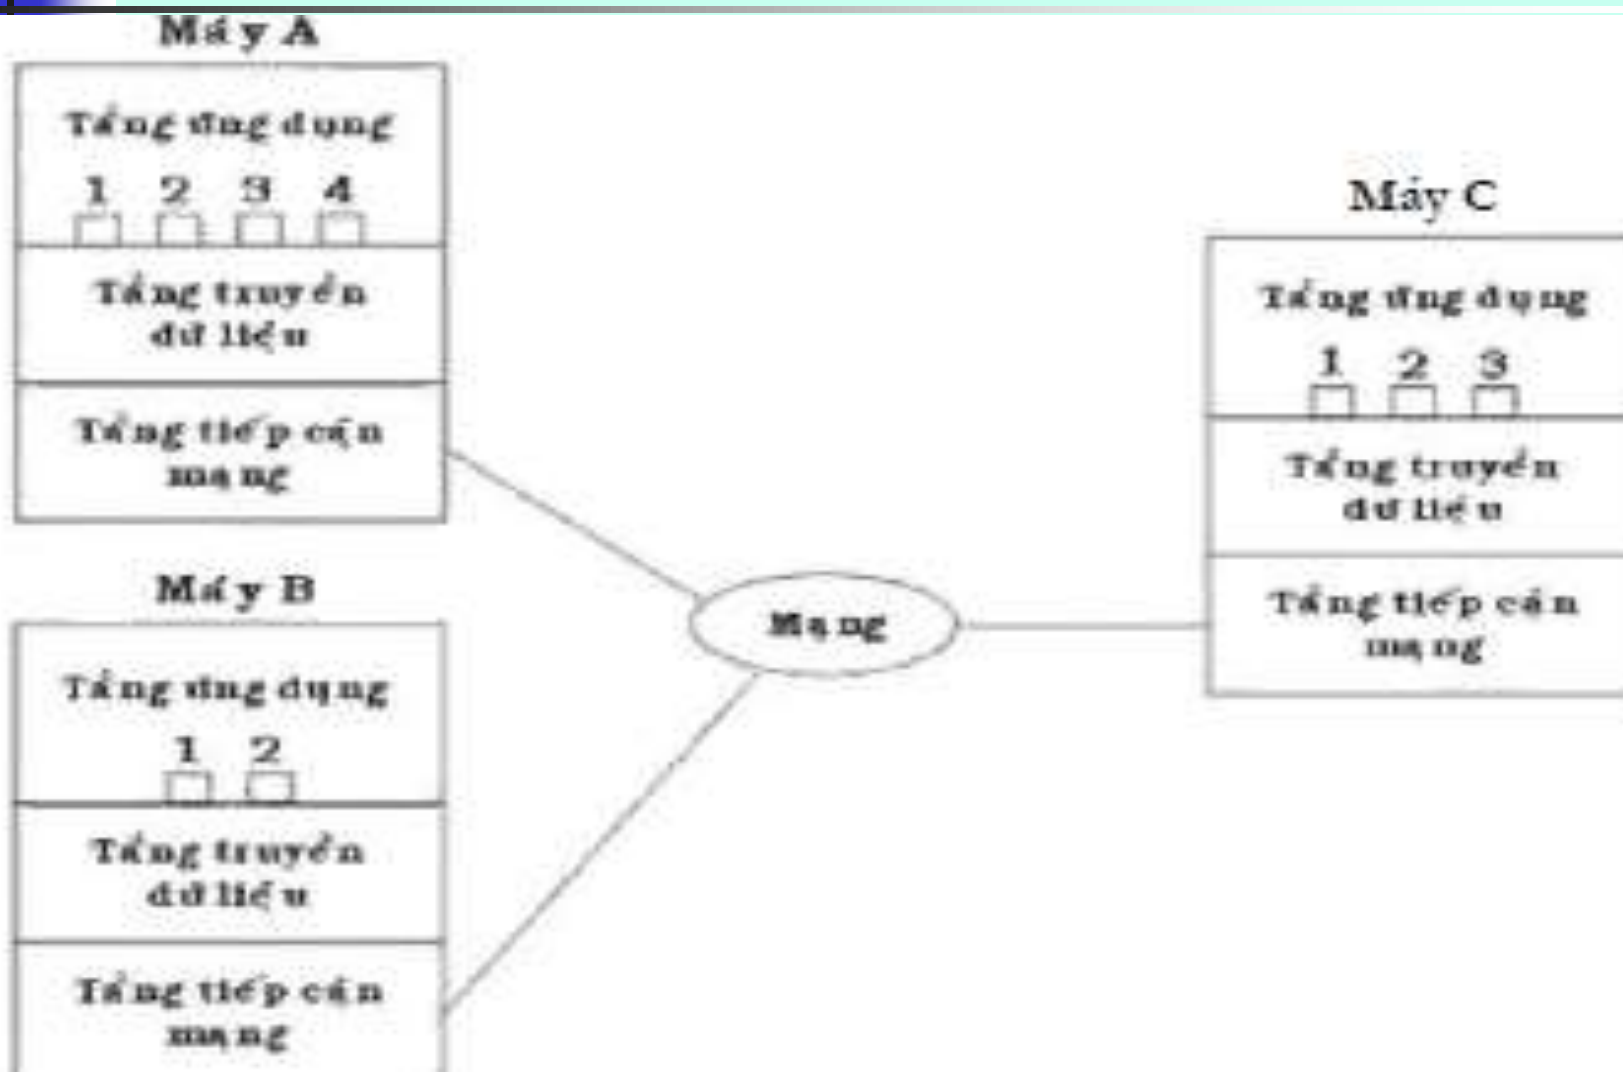 Máy A
Tầng ứng dụng
1 2 3 4
Tầng truyền
dữ liệu
Tầng tiếp cận
mạng
Máy B
Tầng ứng dụng
1 2
Tầng truyền
dữ liệu
Tầng tiếp cận
mạng
Mạng
Máy C
Tầng ứng dụng
1 2 3
Tầng truyền
dữ liệu
Tầng tiếp cận
mạng